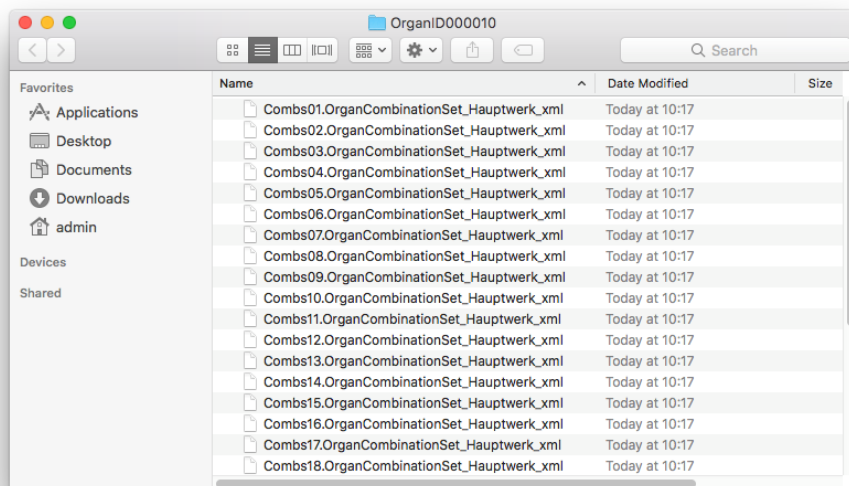 OrganID000010
Search
Favorites
Applications
Desktop
Documents
Downloads
admin
Devices
Shared
Name Date Modified Size
Combs01.OrganCombinationSet_Hauptwerk_xml Today at 10:17
Combs02.OrganCombinationSet_Hauptwerk_xml Today at 10:17
Combs03.OrganCombinationSet_Hauptwerk_xml Today at 10:17
Combs04.OrganCombinationSet_Hauptwerk_xml Today at 10:17
Combs05.OrganCombinationSet_Hauptwerk_xml Today at 10:17
Combs06.OrganCombinationSet_Hauptwerk_xml Today at 10:17
Combs07.OrganCombinationSet_Hauptwerk_xml Today at 10:17
Combs08.OrganCombinationSet_Hauptwerk_xml Today at 10:17
Combs09.OrganCombinationSet_Hauptwerk_xml Today at 10:17
Combs10.OrganCombinationSet_Hauptwerk_xml Today at 10:17
Combs11.OrganCombinationSet_Hauptwerk_xml Today at 10:17
Combs12.OrganCombinationSet_Hauptwerk_xml Today at 10:17
Combs13.OrganCombinationSet_Hauptwerk_xml Today at 10:17
Combs14.OrganCombinationSet_Hauptwerk_xml Today at 10:17
Combs15.OrganCombinationSet_Hauptwerk_xml Today at 10:17
Combs16.OrganCombinationSet_Hauptwerk_xml Today at 10:17
Combs17.OrganCombinationSet_Hauptwerk_xml Today at 10:17
Combs18.OrganCombinationSet_Hauptwerk_xml Today at 10:17